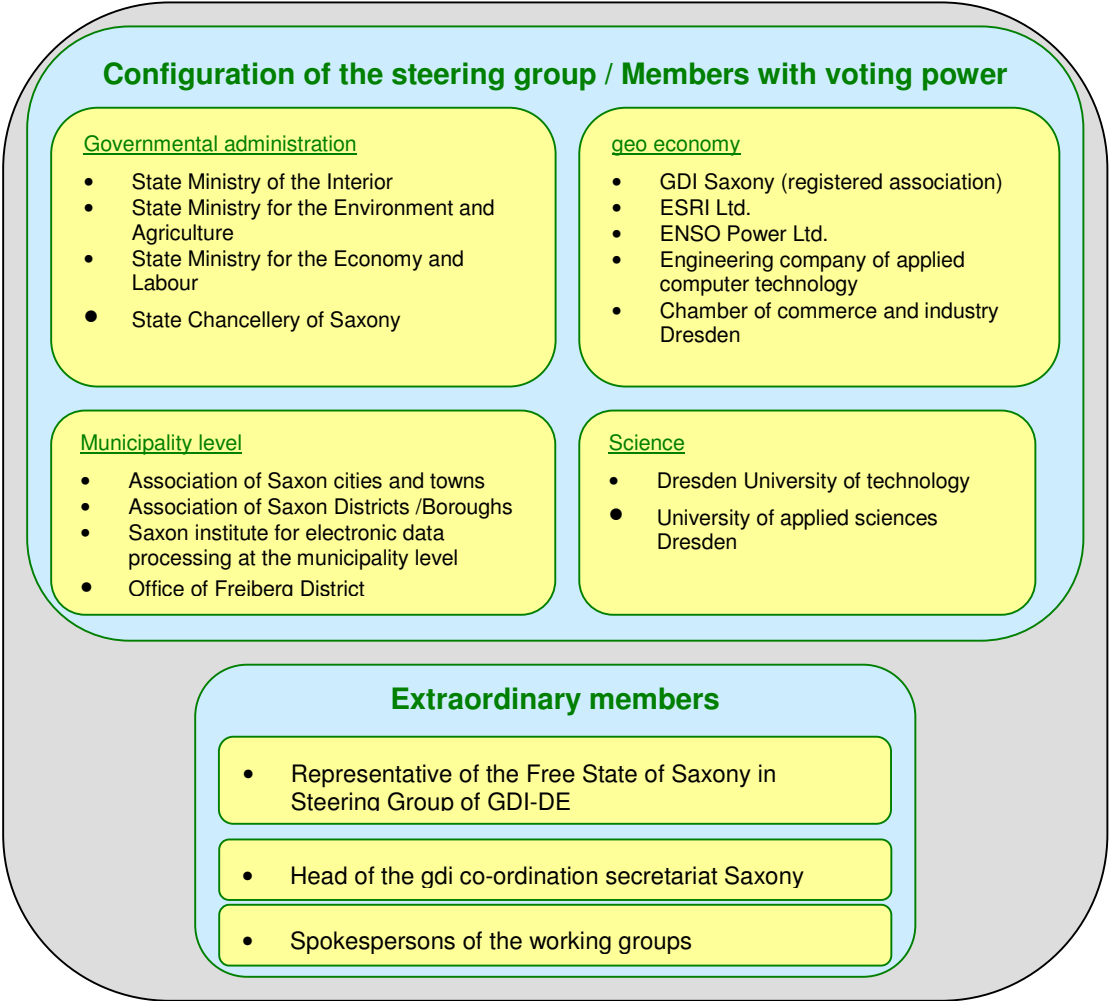 Configuration of the steering group / Members with voting power
Governmental administration
• State Ministry of the Interior
• State Ministry for the Environment and
Agriculture
• State Ministry for the Economy and
Labour
• State Chancellery of Saxony
geo economy
• GDI Saxony (registered association)
• ESRI Ltd.
• ENSO Power Ltd.
• Engineering company of applied
computer technology
• Chamber of commerce and industry
Dresden
Municipality level
• Association of Saxon cities and towns
• Association of Saxon Districts /Boroughs
• Saxon institute for electronic data
processing at the municipality level
• Office of Freiberg District
Science
• Dresden University of technology
• University of applied sciences
Dresden
Extraordinary members
• Representative of the Free State of Saxony in
Steering Group of GDI-DE
• Head of the gdi co-ordination secretariat Saxony
• Spokespersons of the working groups